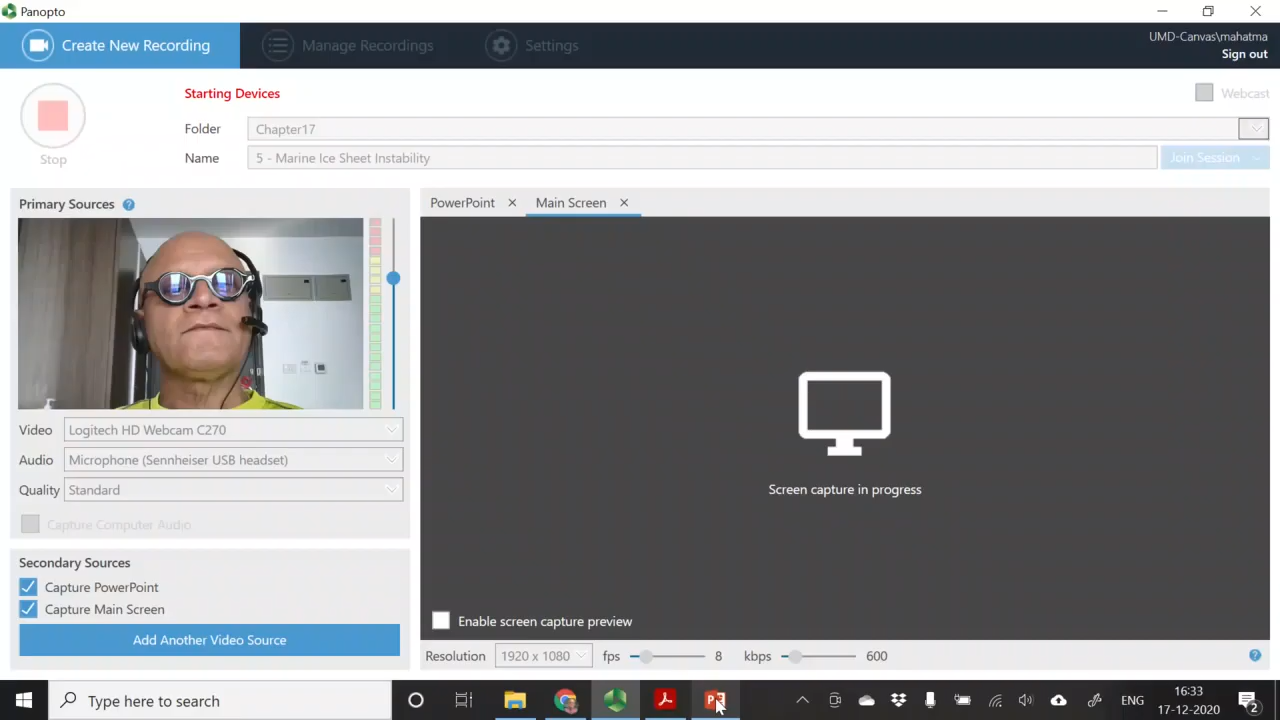 Panopto
Create New Recording
Manage Recordings
Settings
UMD-Canvas\mahatma
Sign out
Starting Devices
Webcast
Stop
Folder
Chapter17
Name
5 - Marine Ice Sheet Instability
Join Session
Primary Sources
Video
Logitech HD Webcam C270
Audio
Microphone (Sennheiser USB headset)
Quality
Standard
Capture Computer Audio
Secondary Sources
Capture PowerPoint
Capture Main Screen
Add Another Video Source
PowerPoint
Main Screen
Screen capture in progress
Enable screen capture preview
Resolution
1920 x 1080
fps
8
kbps
600
Type here to search
ENG
16:33
17-12-2020
2